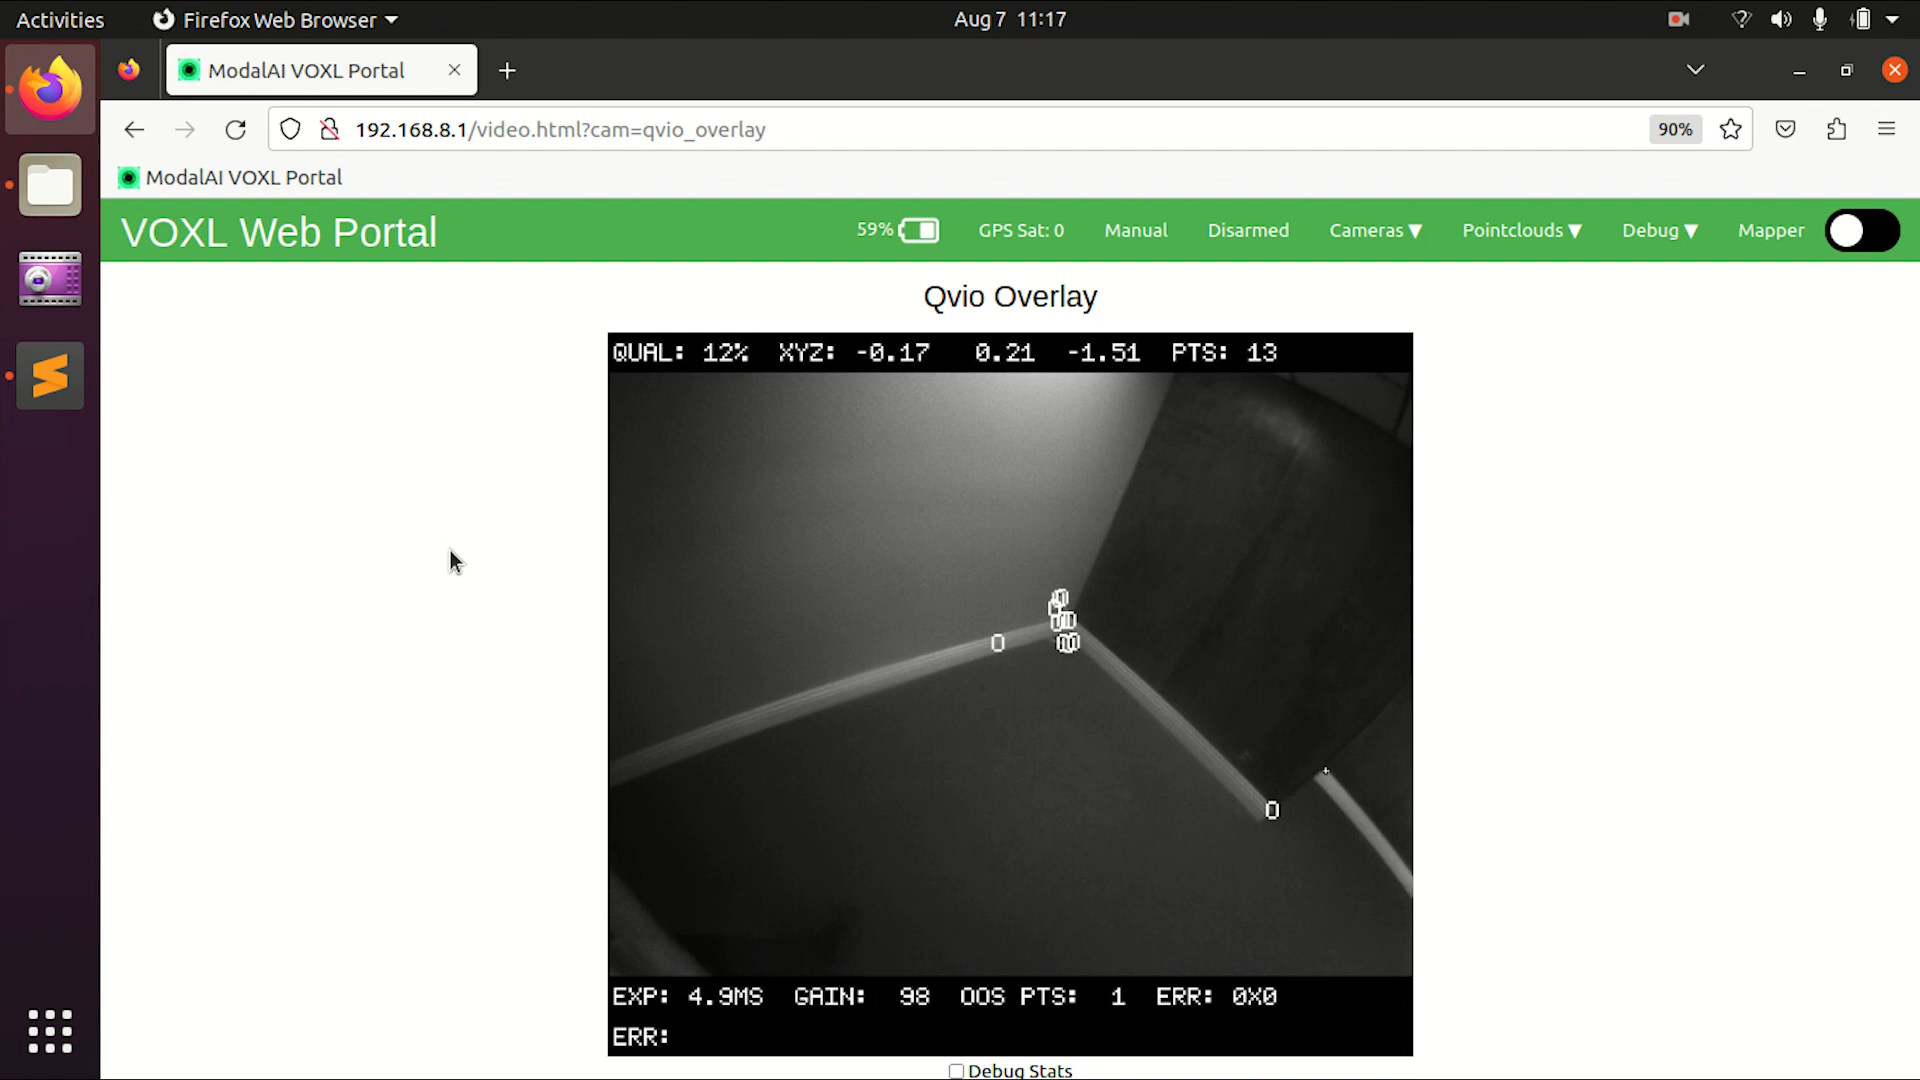 Activities Firefox Web Browser Aug 7 11:17
ModalAI VOXL Portal
192.168.8.1/video.html?cam=qvio_overlay 90%
ModalAI VOXL Portal
VOXL Web Portal 59% GPS Sat: 0 Manual Disarmed Cameras▼ Pointclouds▼ Debug▼ Mapper
Qvio Overlay
QUAL: 12% XYZ: -0.17 0.21 -1.51 PTS: 13
EXP: 4.9MS GAIN: 98 OOS PTS: 1 ERR: 0X0
ERR:
Debug Stats